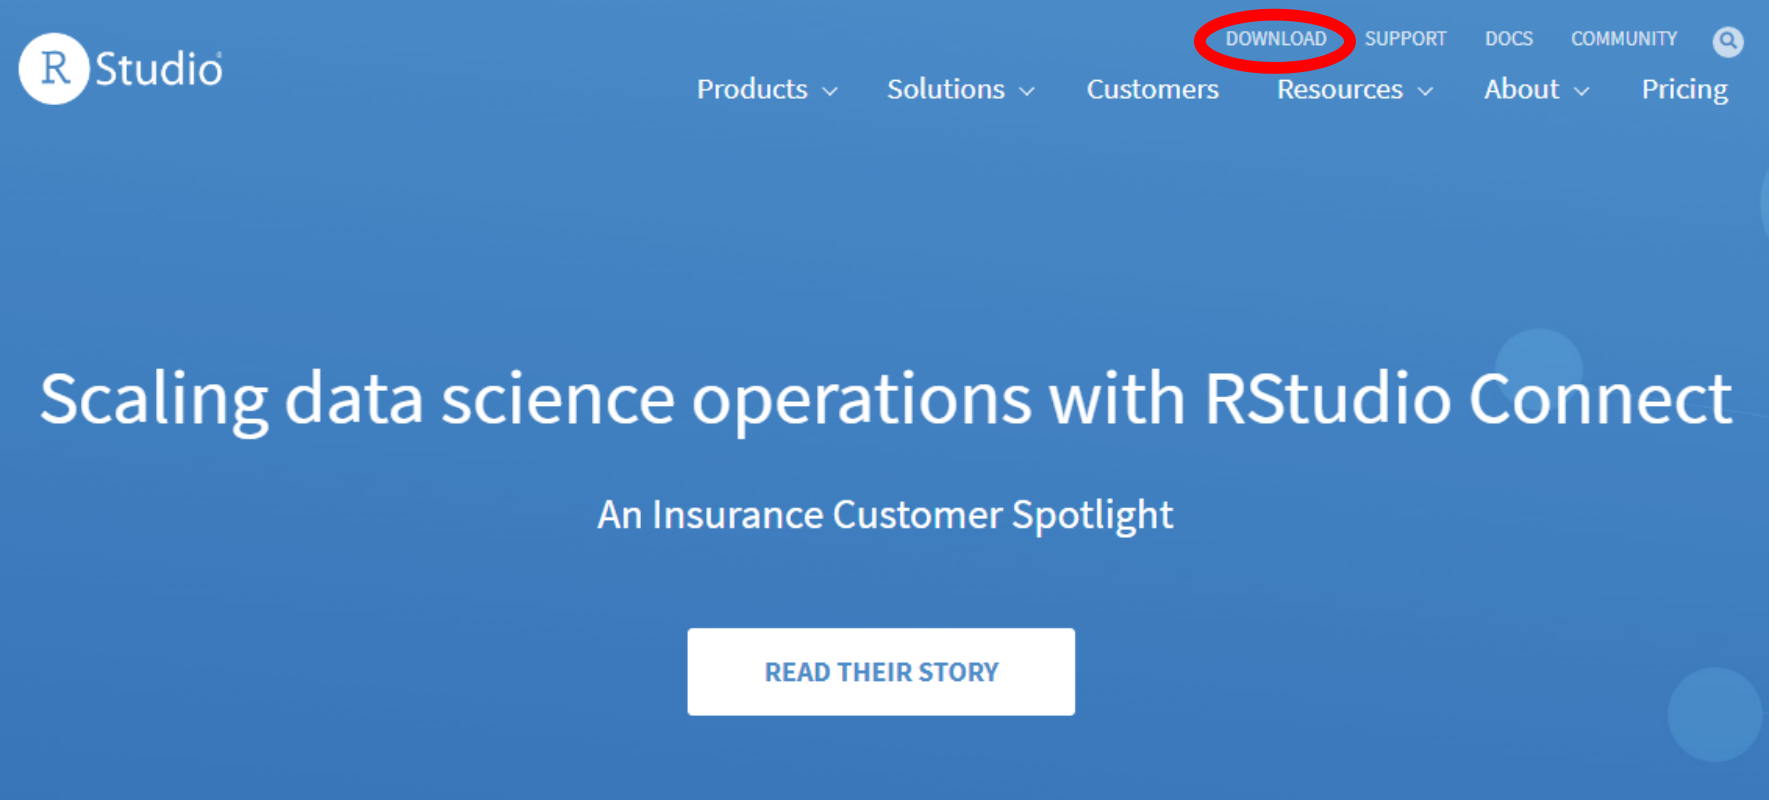 R Studio®
DOWNLOAD SUPPORT DOCS COMMUNITY
Products Solutions Customers Resources About Pricing
Scaling data science operations with RStudio Connect
An Insurance Customer Spotlight
READ THEIR STORY